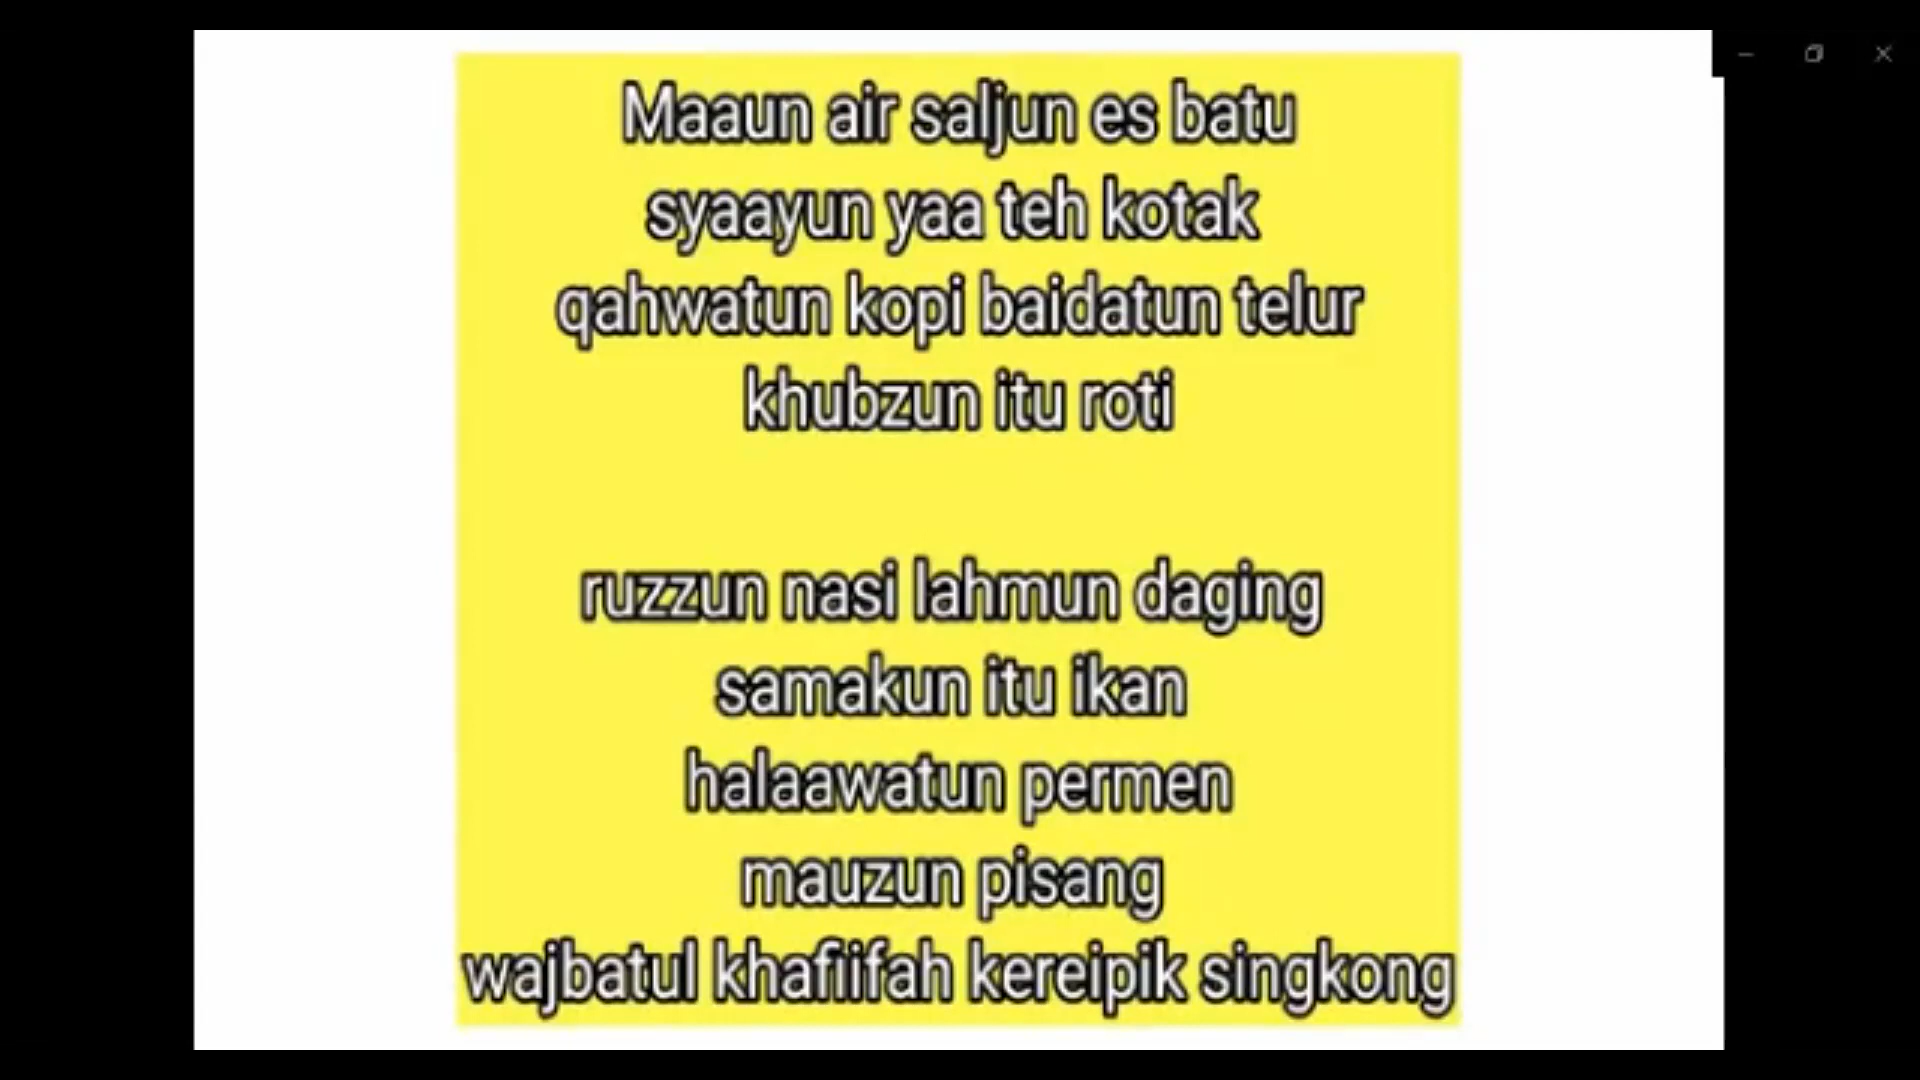 Maaun air saljun es batu
syaayun yaa teh kotak
qahwatun kopi baidatun telur
khubzun itu roti
ruzzun nasi lahmun daging
samakun itu ikan
halaawatun permen
mauzun pisang
wajbatul khafiifah kereipik singkong